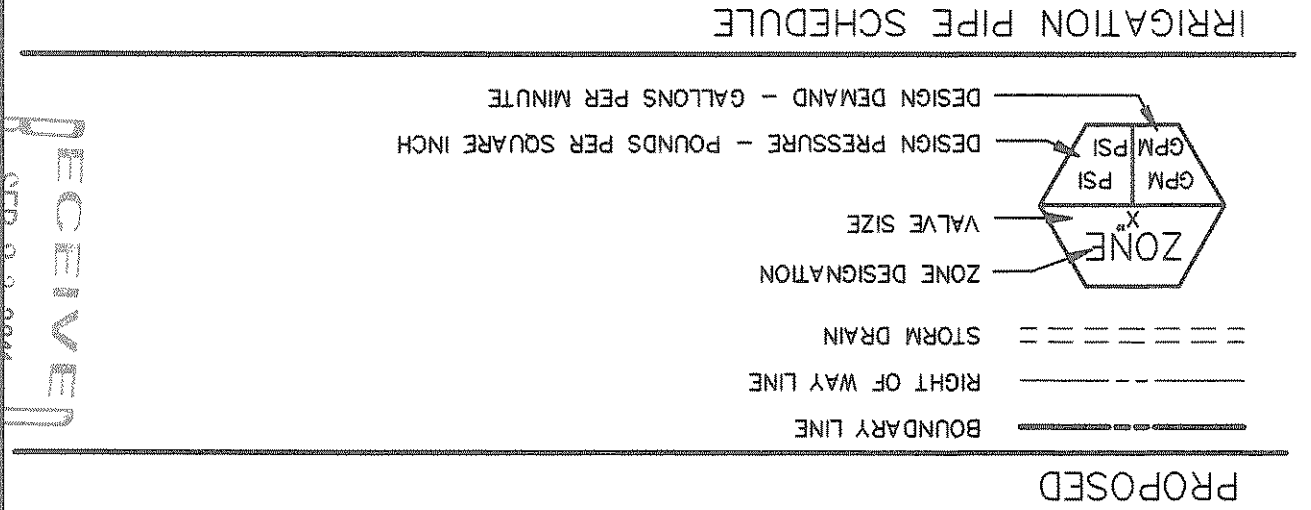 PROPOSED
BOUNDARY LINE
RIGHT OF WAY LINE
STORM DRAIN
ZONE
X"
GPM PSI
GPM PSI
ZONE DESIGNATION
VALVE SIZE
DESIGN PRESSURE – POUNDS PER SQUARE INCH
DESIGN DEMAND – GALLONS PER MINUTE
IRRIGATION PIPE SCHEDULE
RECEIVED